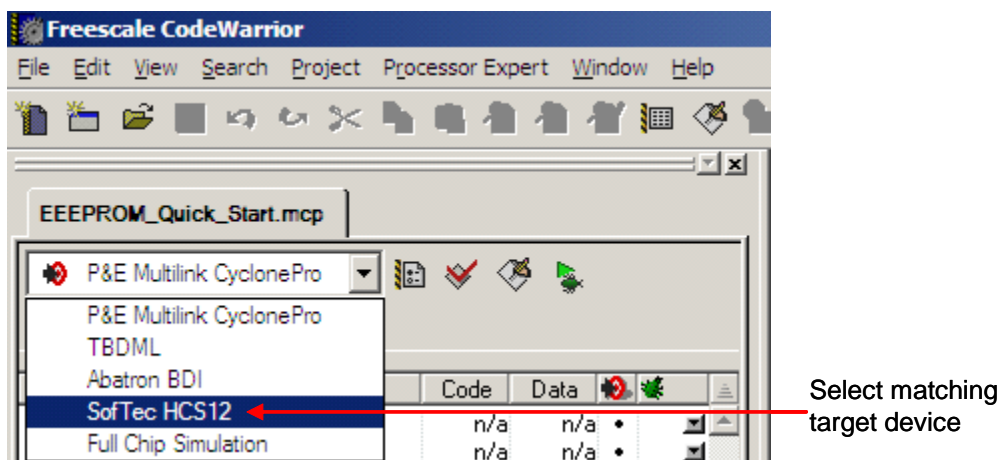 Freescale CodeWarrior
File Edit View Search Project Processor Expert Window Help
EEEPROM_Quick_Start.mcp
P&E Multilink CyclonePro
P&E Multilink CyclonePro
TBDML
Abatron BDI
Code Data
SofTec HCS12
Select matching
target device
n/a n/a
Full Chip Simulation
n/a n/a